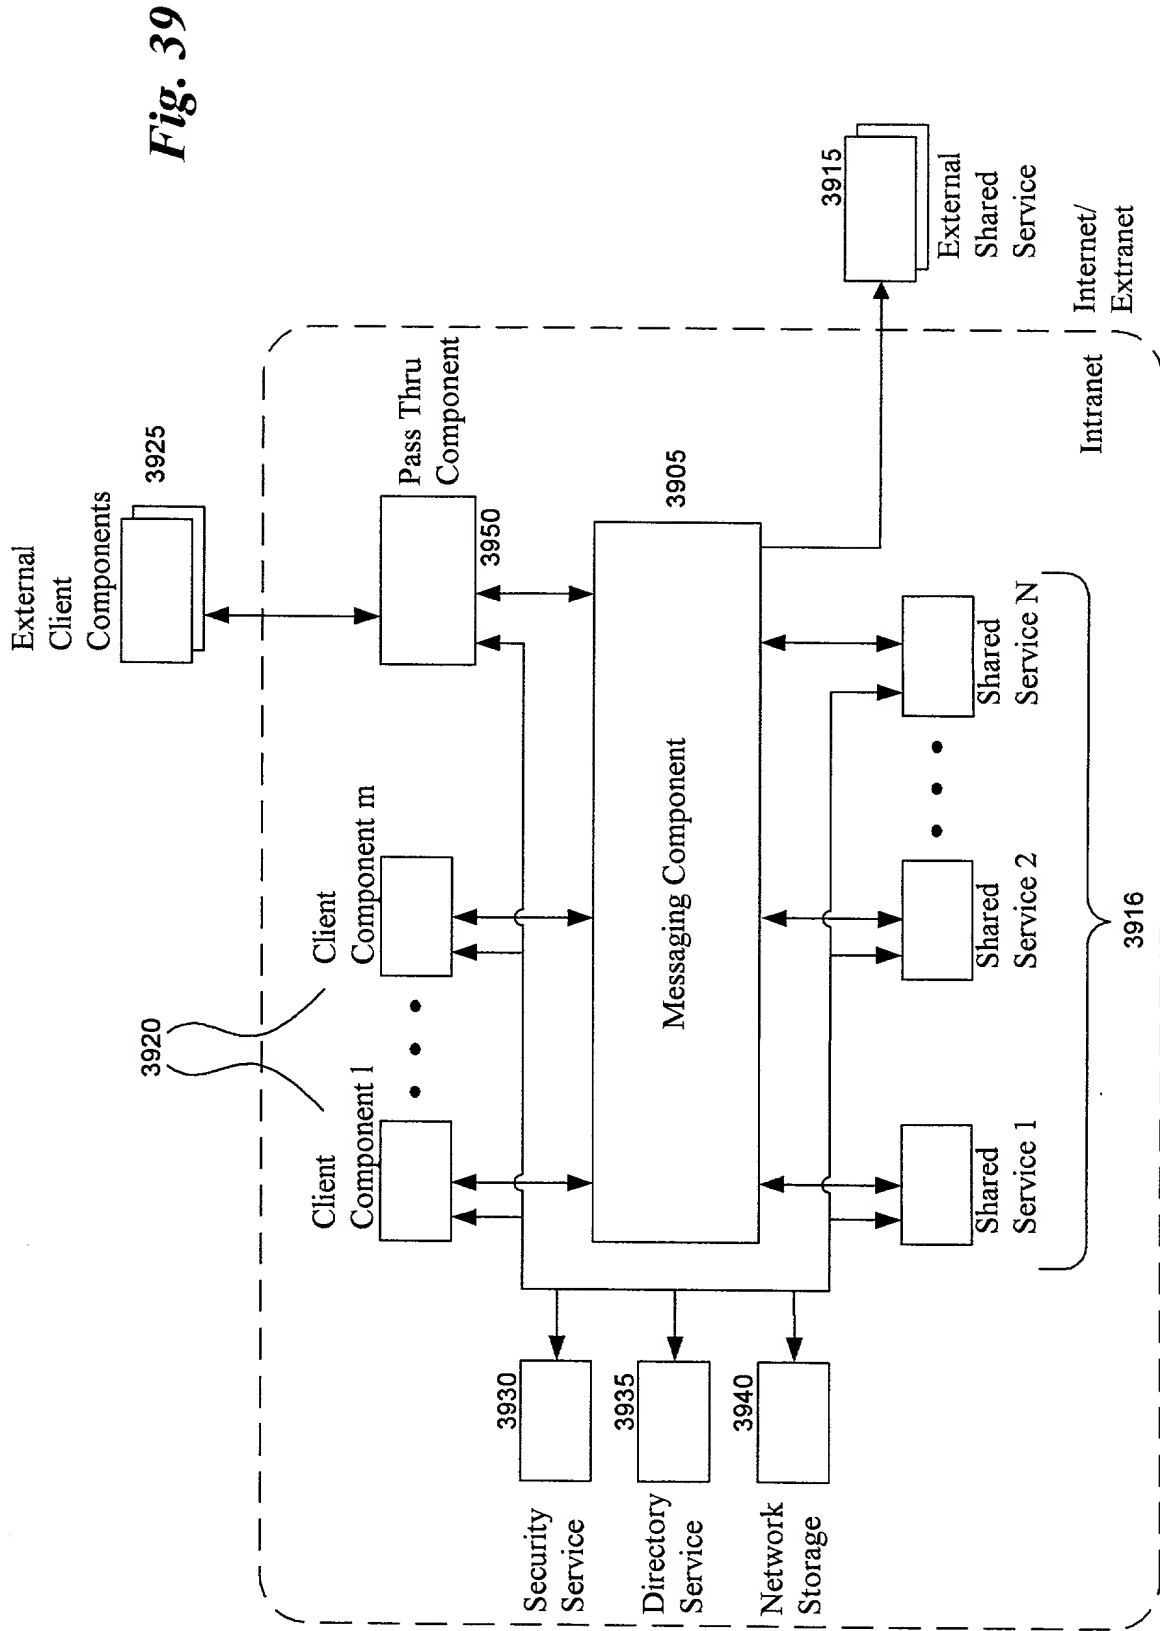 Fig. 39
External
Client
Components
3925
3920
Client
Component 1
Client
Component m
Pass Thru
Component
3950
Security
Service
3930
Directory
Service
3935
Network
Storage
3940
Messaging Component
3905
3915
External
Shared
Service
Shared
Service 1
Shared
Service 2
Shared
Service N
3916
Intranet
Internet/
Extranet